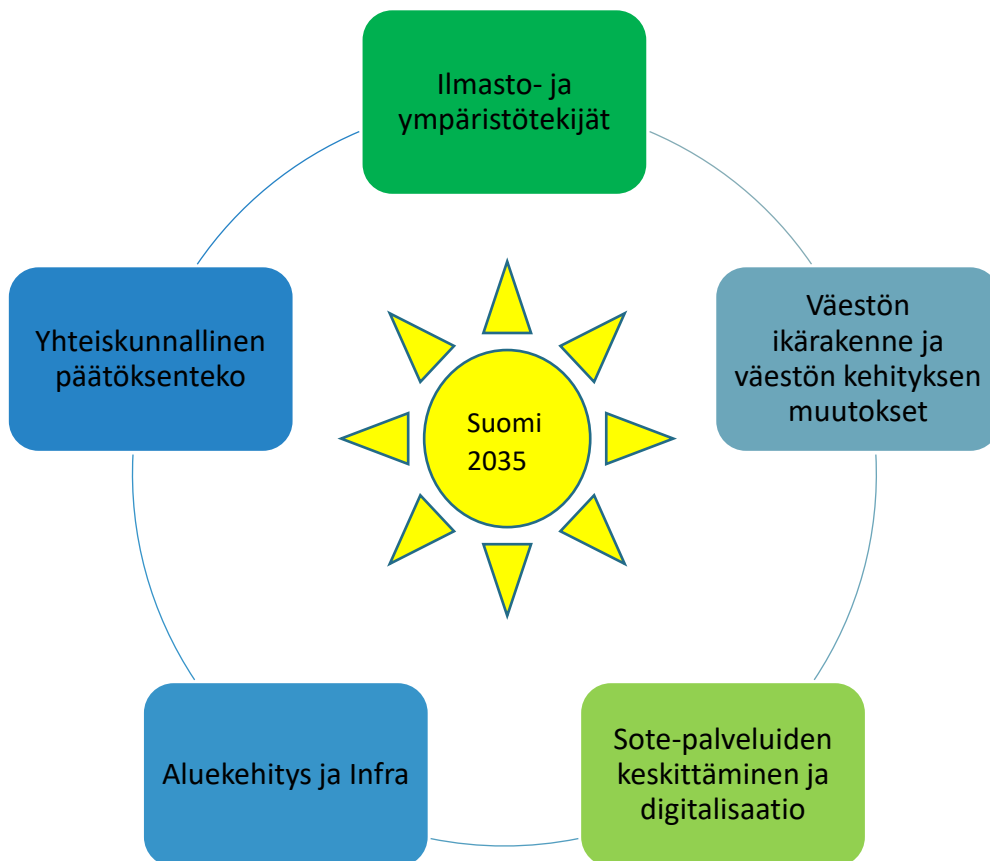 Ilmasto- ja
ympäristötekijät
Yhteiskunnallinen
päätöksenteko
Väestön
ikärakenne ja
väestön kehityksen
muutokset
Suomi
2035
Aluekehitys ja Infra
Sote-palveluiden
keskittäminen ja
digitalisaatio